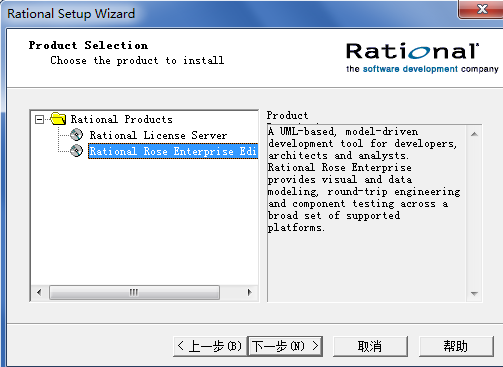 Rational Setup Wizard
Product Selection
Choose the product to install
Rational
the software development company
Rational Products
Rational License Server
Rational Rose Enterprise Edi
Product
A UML-based, model-driven
development tool for developers,
architects and analysts.
Rational Rose Enterprise
provides visual and data
modeling, round-trip engineering
and component testing across a
broad set of supported
platforms.
< 上一步(B)
下一步(N) >
取消
帮助